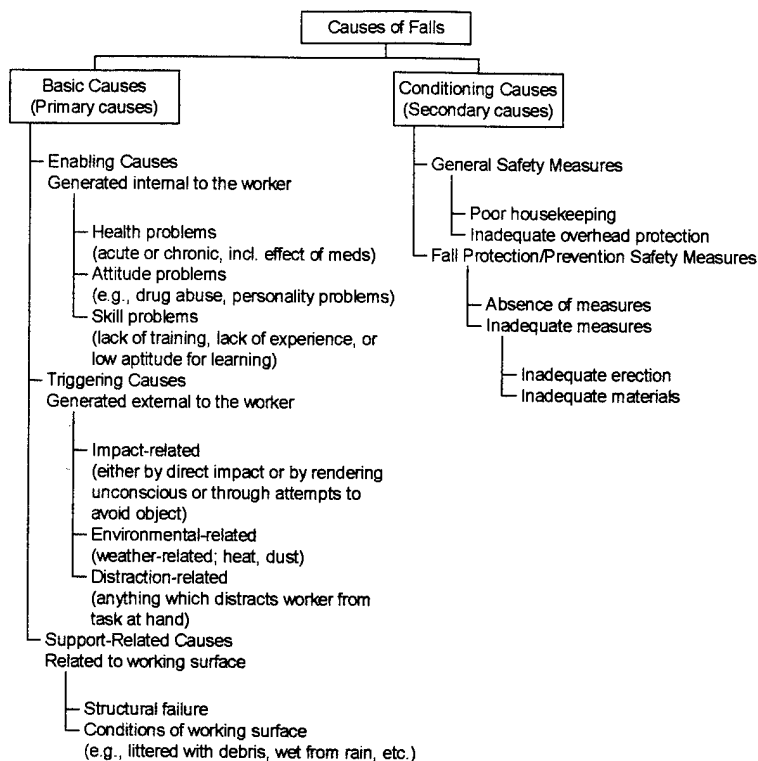 Causes of Falls
Basic Causes
(Primary causes)
Enabling Causes
Generated internal to the worker
Health problems
(acute or chronic, incl. effect of meds)
Attitude problems
(e.g., drug abuse, personality problems)
Skill problems
(lack of training, lack of experience, or
low aptitude for learning)
Triggering Causes
Generated external to the worker
Impact-related
(either by direct impact or by rendering
unconscious or through attempts to
avoid object)
Environmental-related
(weather-related; heat, dust)
Distraction-related
(anything which distracts worker from
task at hand)
Support-Related Causes
Related to working surface
Structural failure
Conditions of working surface
(e.g., littered with debris, wet from rain, etc.)
Conditioning Causes
(Secondary causes)
General Safety Measures
Poor housekeeping
Inadequate overhead protection
Fall Protection/Prevention Safety Measures
Absence of measures
Inadequate measures
Inadequate erection
Inadequate materials